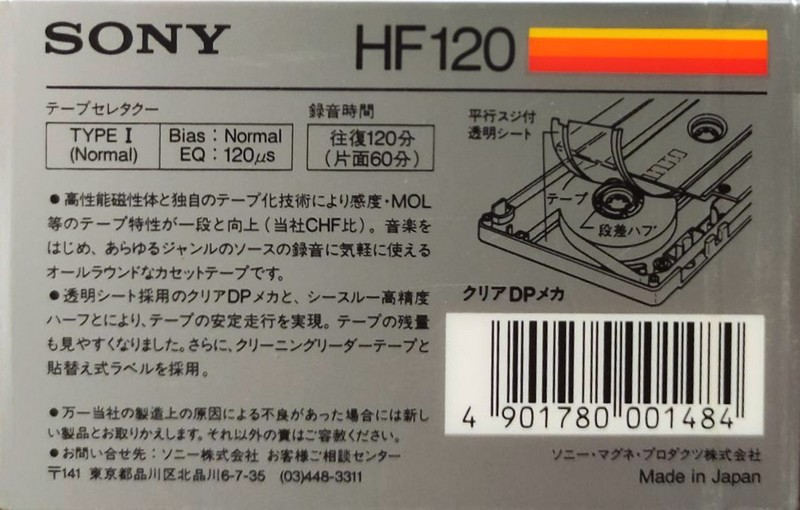 SONY
HF120
テープセレクター
TYPE I
(Normal)
Bias：Normal
EQ：120μs
録音時間
往復120分
(片面60分)
平行スジ付
透明シート
テープ
段差ハブ
クリアDPメカ
●高性能磁性体と独自のテープ化技術により感度・MOL
等のテープ特性が一段と向上(当社CHF比)。音楽を
はじめ、あらゆるジャンルのソースの録音に気軽に使える
オールラウンドなカセットテープです。
●透明シート採用のクリアDPメカと、シースルー高精度
ハーフとにより、テープの安定走行を実現。テープの残量
も見やすくなりました。さらに、クリーニングリーダーテープと
貼替え式ラベルを採用。
●万一当社の製造上の原因による不良があった場合には新し
い製品とお取りかえします。それ以外の責はご容赦ください。
●お問い合せ先：ソニー株式会社 お客様ご相談センター
〒141 東京都品川区北品川6-7-35 (03)448-3311
4 901780 001484
ソニー・マグネ・プロダクツ株式会社
Made in Japan